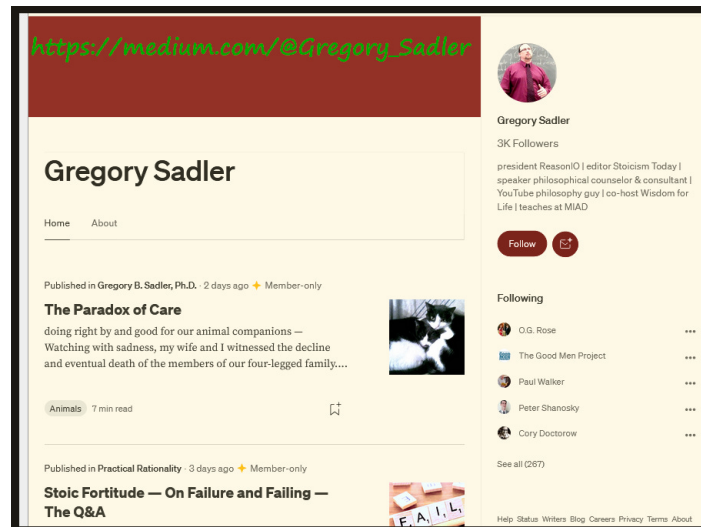 https://medium.com/@Gregory_Sadler
Gregory Sadler
Home About
Published in Gregory B. Sadler, Ph.D. · 2 days ago Member-only
The Paradox of Care
doing right by and good for our animal companions —
Watching with sadness, my wife and I witnessed the decline
and eventual death of the members of our four-legged family....
Animals 7 min read
Published in Practical Rationality · 3 days ago Member-only
Stoic Fortitude — On Failure and Failing —
The Q&A
F, A, I, L,
Gregory Sadler
3K Followers
president ReasonIO | editor Stoicism Today |
speaker philosophical counselor & consultant |
YouTube philosophy guy | co-host Wisdom for
Life | teaches at MIAD
Follow
Following
O.G. Rose
The Good Men Project
Paul Walker
Peter Shanosky
Cory Doctorow
See all (267)
Help Status Writers Blog Careers Privacy Terms About